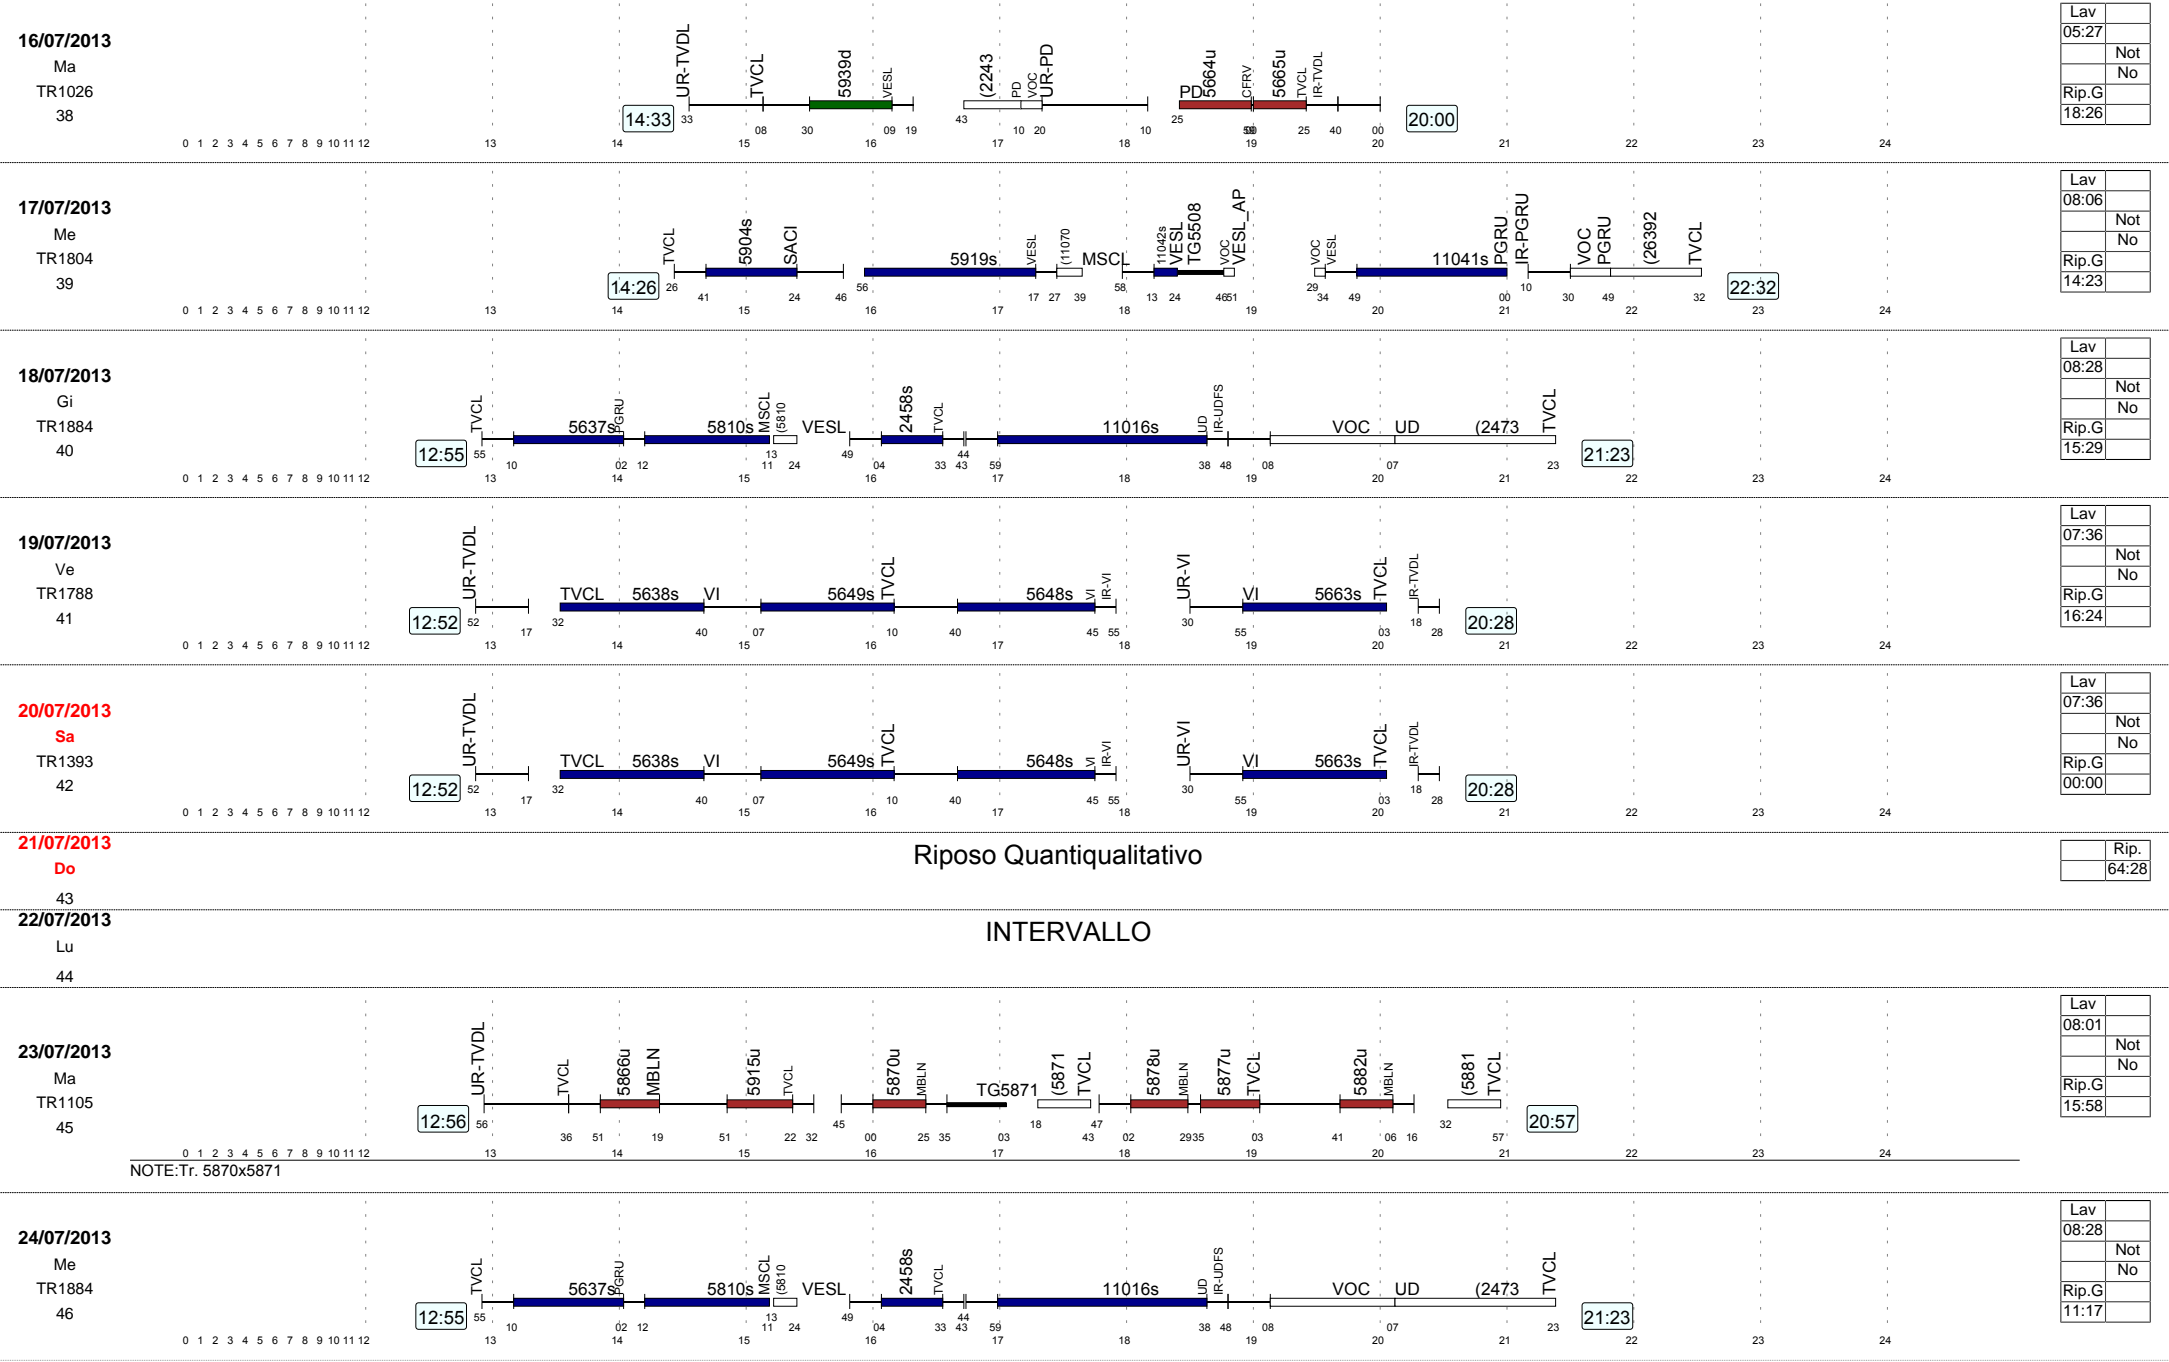 16/07/2013
Ma
TR1026
38
14:33
UR-TVDL TVCL 5939d VESL (2243 PD VOC UR-PD PD 5664u CFRV 5665u TVCL IR-TVDL
33 08 30 09 19 43 10 20 10 25 00 25 40 00
20:00
0 1 2 3 4 5 6 7 8 9 10 11 12 13 14 15 16 17 18 19 20 21 22 23 24
Lav
05:27
Not
No
Rip.G
18:26
17/07/2013
Me
TR1804
39
14:26
TVCL 5904s SACI 5919s VESL (11070 MSCL 11042s VESL TG5508 VOC VESL_AP VOC VESL 11041s PGRU IR-PGRU VOC PGRU (26392 TVCL
26 41 24 46 56 17 27 39 58 13 24 46 51 29 34 49 00 10 30 49 32
22:32
0 1 2 3 4 5 6 7 8 9 10 11 12 13 14 15 16 17 18 19 20 21 22 23 24
Lav
08:06
Not
No
Rip.G
14:23
18/07/2013
Gi
TR1884
40
12:55
TVCL 5637s PGRU 5810s MSCL (5810 VESL 2458s TVCL 11016s UD IR-UDFS VOC UD (2473 TVCL
55 10 02 12 11 13 24 49 04 33 43 44 59 38 48 08 07 23
21:23
0 1 2 3 4 5 6 7 8 9 10 11 12 13 14 15 16 17 18 19 20 21 22 23 24
Lav
08:28
Not
No
Rip.G
15:29
19/07/2013
Ve
TR1788
41
12:52
UR-TVDL TVCL 5638s VI 5649s TVCL 5648s VI IR-VI UR-VI VI 5663s TVCL IR-TVDL
52 17 32 40 07 10 40 45 55 30 55 03 18 28
20:28
0 1 2 3 4 5 6 7 8 9 10 11 12 13 14 15 16 17 18 19 20 21 22 23 24
Lav
07:36
Not
No
Rip.G
16:24
20/07/2013
Sa
TR1393
42
12:52
UR-TVDL TVCL 5638s VI 5649s TVCL 5648s VI IR-VI UR-VI VI 5663s TVCL IR-TVDL
52 17 32 40 07 10 40 45 55 30 55 03 18 28
20:28
0 1 2 3 4 5 6 7 8 9 10 11 12 13 14 15 16 17 18 19 20 21 22 23 24
Lav
07:36
Not
No
Rip.G
00:00
21/07/2013
Do
43
Riposo Quantiqualitativo
Rip.
64:28
22/07/2013
Lu
44
INTERVALLO
23/07/2013
Ma
TR1105
45
12:56
UR-TVDL TVCL 5866u MBLN 5915u TVCL 5870u MBLN TG5871 (5871 TVCL 5878u MBLN 5877u TVCL 5882u MBLN (5881 TVCL
56 36 51 19 51 22 32 45 00 25 35 03 18 43 47 02 29 35 03 41 06 16 32 57
20:57
0 1 2 3 4 5 6 7 8 9 10 11 12 13 14 15 16 17 18 19 20 21 22 23 24
NOTE:Tr. 5870x5871
Lav
08:01
Not
No
Rip.G
15:58
24/07/2013
Me
TR1884
46
12:55
TVCL 5637s PGRU 5810s MSCL (5810 VESL 2458s TVCL 11016s UD IR-UDFS VOC UD (2473 TVCL
55 10 02 12 11 13 24 49 04 33 43 44 59 38 48 08 07 23
21:23
0 1 2 3 4 5 6 7 8 9 10 11 12 13 14 15 16 17 18 19 20 21 22 23 24
Lav
08:28
Not
No
Rip.G
11:17